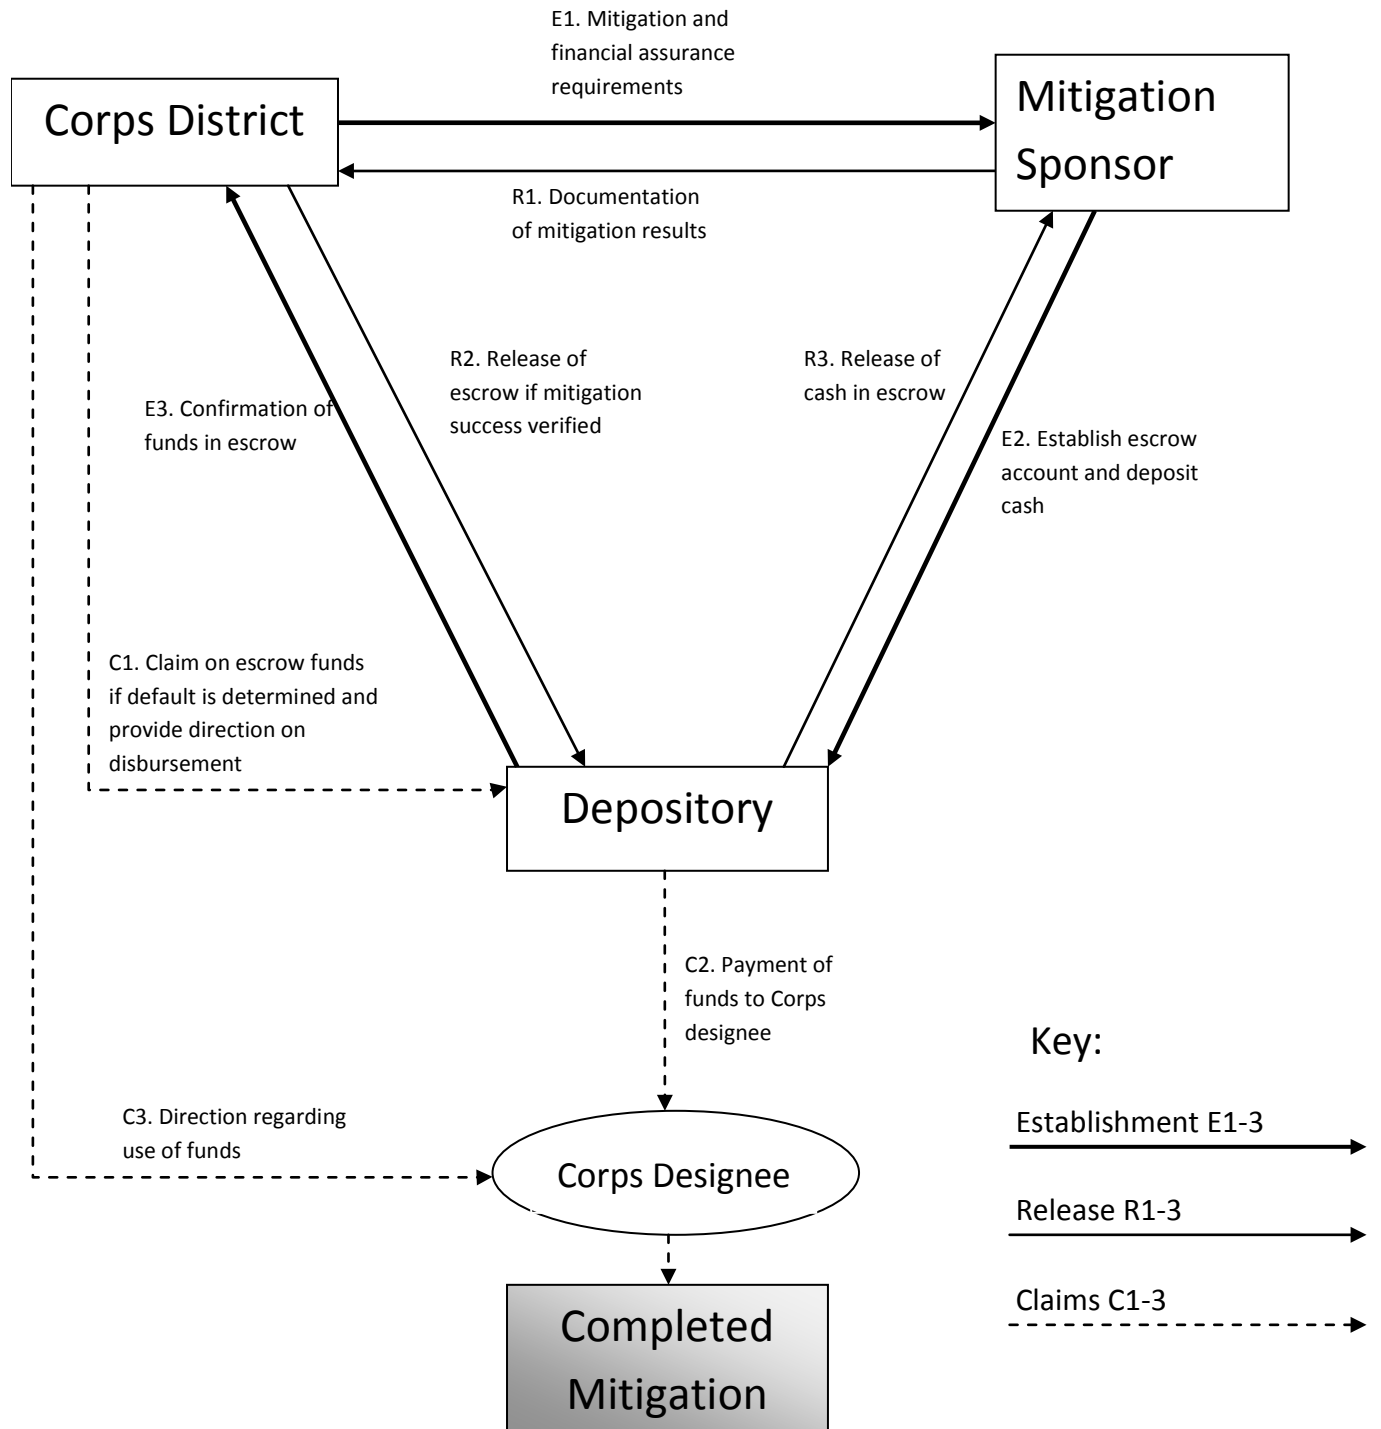 E1. Mitigation and
financial assurance
requirements
Corps District
Mitigation
Sponsor
R1. Documentation
of mitigation results
R2. Release of
escrow if mitigation
success verified
R3. Release of
cash in escrow
E3. Confirmation of
funds in escrow
E2. Establish escrow
account and deposit
cash
C1. Claim on escrow funds
if default is determined and
provide direction on
disbursement
Depository
C2. Payment of
funds to Corps
designee
Key:
Establishment E1-3
Release R1-3
Claims C1-3
C3. Direction regarding
use of funds
Corps Designee
Completed
Mitigation